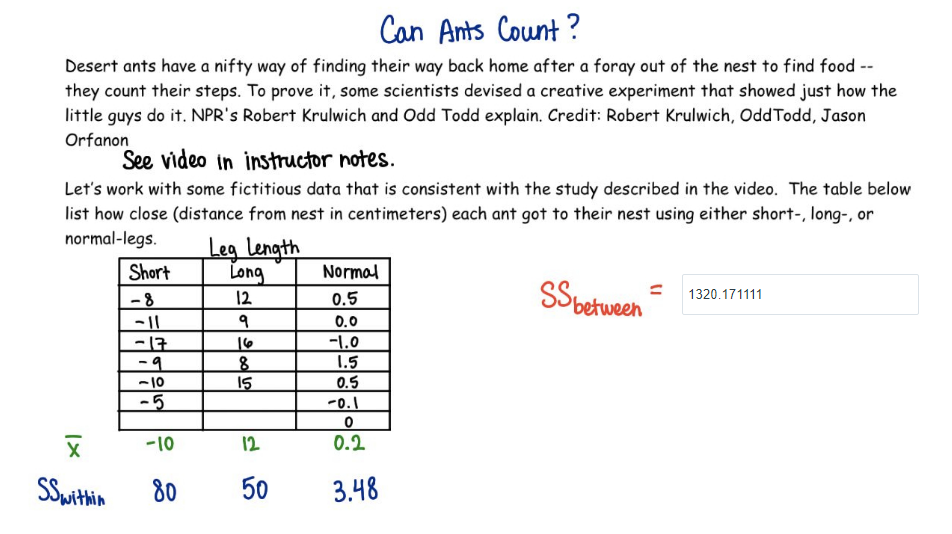 Can Ants Count?
Desert ants have a nifty way of finding their way back home after a foray out of the nest to find food --
they count their steps. To prove it, some scientists devised a creative experiment that showed just how the
little guys do it. NPR's Robert Krulwich and Odd Todd explain. Credit: Robert Krulwich, OddTodd, Jason
Orfanon
See video in instructor notes.
Let's work with some fictitious data that is consistent with the study described in the video. The table below
list how close (distance from nest in centimeters) each ant got to their nest using either short-, long-, or
normal-legs.
Leg Length
Short Long Normal
-8 12 0.5
-11 9 0.0
-17 16 -1.0
-9 8 1.5
-10 15 0.5
-5 -0.1
0
x̄ -10 12 0.2
SSwithin 80 50 3.48
SSbetween = 1320.171111